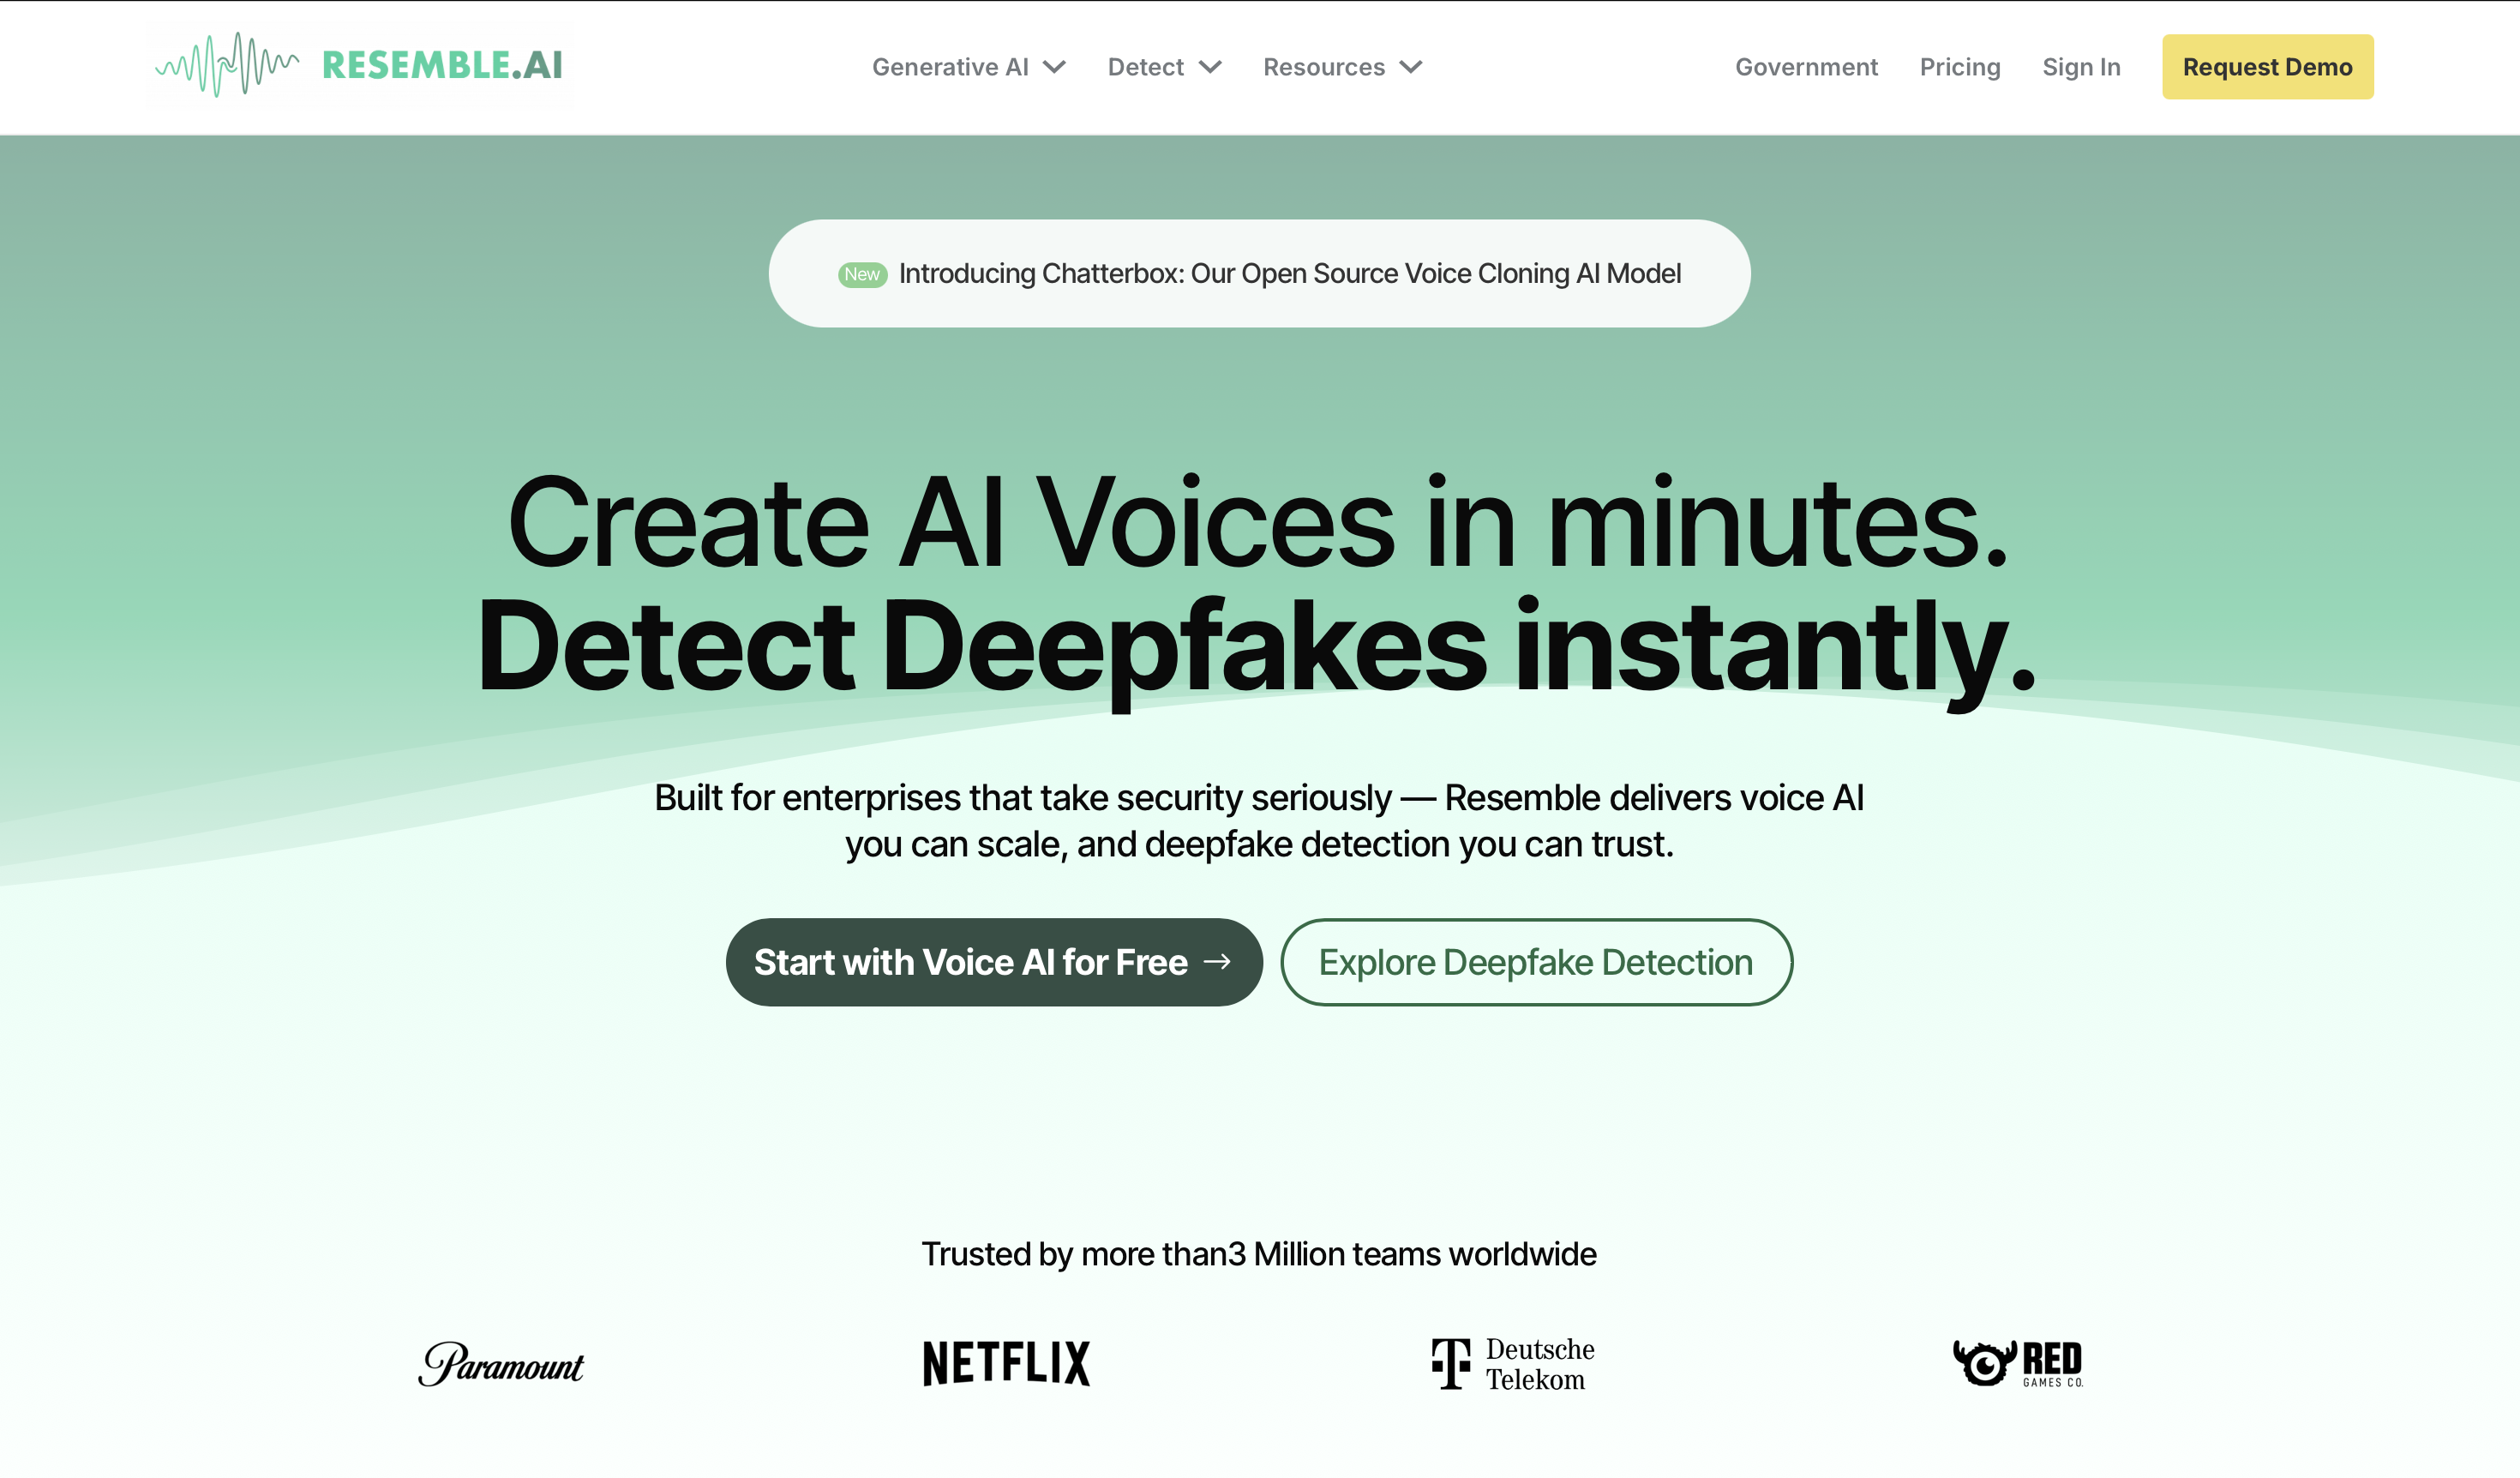 RESEMBLE.AI
Generative AI
Detect
Resources
Government
Pricing
Sign In
Request Demo
New Introducing Chatterbox: Our Open Source Voice Cloning AI Model
Create AI Voices in minutes.
Detect Deepfakes instantly.
Built for enterprises that take security seriously — Resemble delivers voice AI
you can scale, and deepfake detection you can trust.
Start with Voice AI for Free →
Explore Deepfake Detection
Trusted by more than3 Million teams worldwide
Paramount
NETFLIX
T Deutsche
Telekom
RED
GAMES CO.